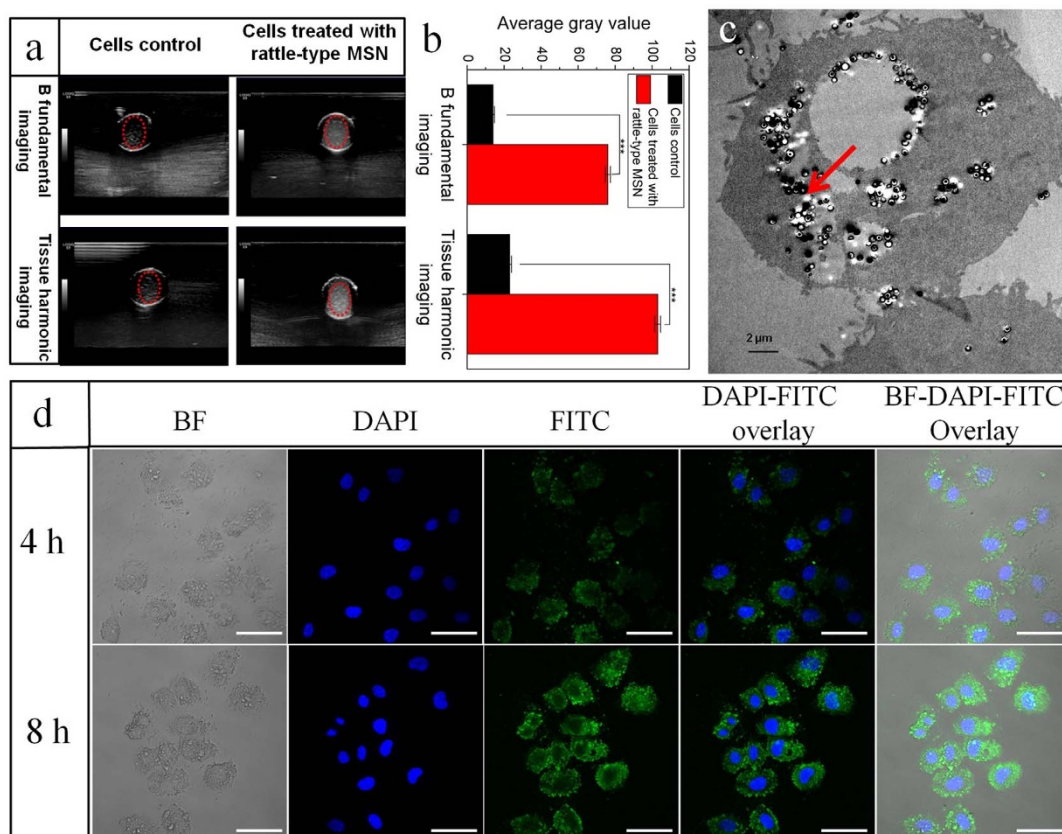 a
Cells control
Cells treated with
rattle-type MSN
B fundamental
imaging
Tissue harmonic
imaging
b
Average gray value
0
20
40
60
80
100
120
Cells control
Cells treated with
rattle-type MSN
***
***
B fundamental
imaging
Tissue harmonic
imaging
c
2 μm
d
BF
DAPI
FITC
DAPI-FITC
overlay
BF-DAPI-FITC
Overlay
4 h
8 h